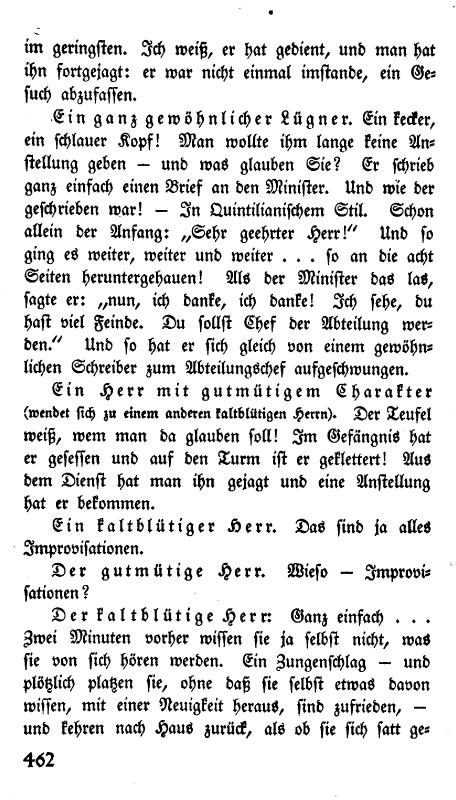 im geringsten. Ich weiß, er hat gedient, und man hat
ihn fortgejagt: er war nicht einmal imstande, ein Ge-
such abzufassen.
Ein ganz gewöhnlicher Lügner. Ein kecker,
ein schlauer Kopf! Man wollte ihm lange keine An-
stellung geben — und was glauben Sie? Er schrieb
ganz einfach einen Brief an den Minister. Und wie der
geschrieben war! — In Quintilianischem Stil. Schon
allein der Anfang: „Sehr geehrter Herr!" Und so
ging es weiter, weiter und weiter . . . so an die acht
Seiten heruntergehauen! Als der Minister das las,
sagte er: „nun, ich danke, ich danke! Ich sehe, du
hast viel Feinde. Du sollst Chef der Abteilung wer-
den." Und so hat er sich gleich von einem gewöhn-
lichen Schreiber zum Abteilungschef aufgeschwungen.
Ein Herr mit gutmütigem Charakter
(wendet sich zu einem anderen kaltblütigen Herrn). Der Teufel
weiß, wem man da glauben soll! Im Gefängnis hat
er gesessen und auf den Turm ist er geklettert! Aus
dem Dienst hat man ihn gejagt und eine Anstellung
hat er bekommen.
Ein kaltblütiger Herr. Das sind ja alles
Improvisationen.
Der gutmütige Herr. Wieso — Improvi-
sationen?
Der kaltblütige Herr: Ganz einfach . . .
Zwei Minuten vorher wissen sie ja selbst nicht, was
sie von sich hören werden. Ein Zungenschlag — und
plötzlich platzen sie, ohne daß sie selbst etwas davon
wissen, mit einer Neuigkeit heraus, sind zufrieden, —
und kehren nach Haus zurück, als ob sie sich satt ge-
462